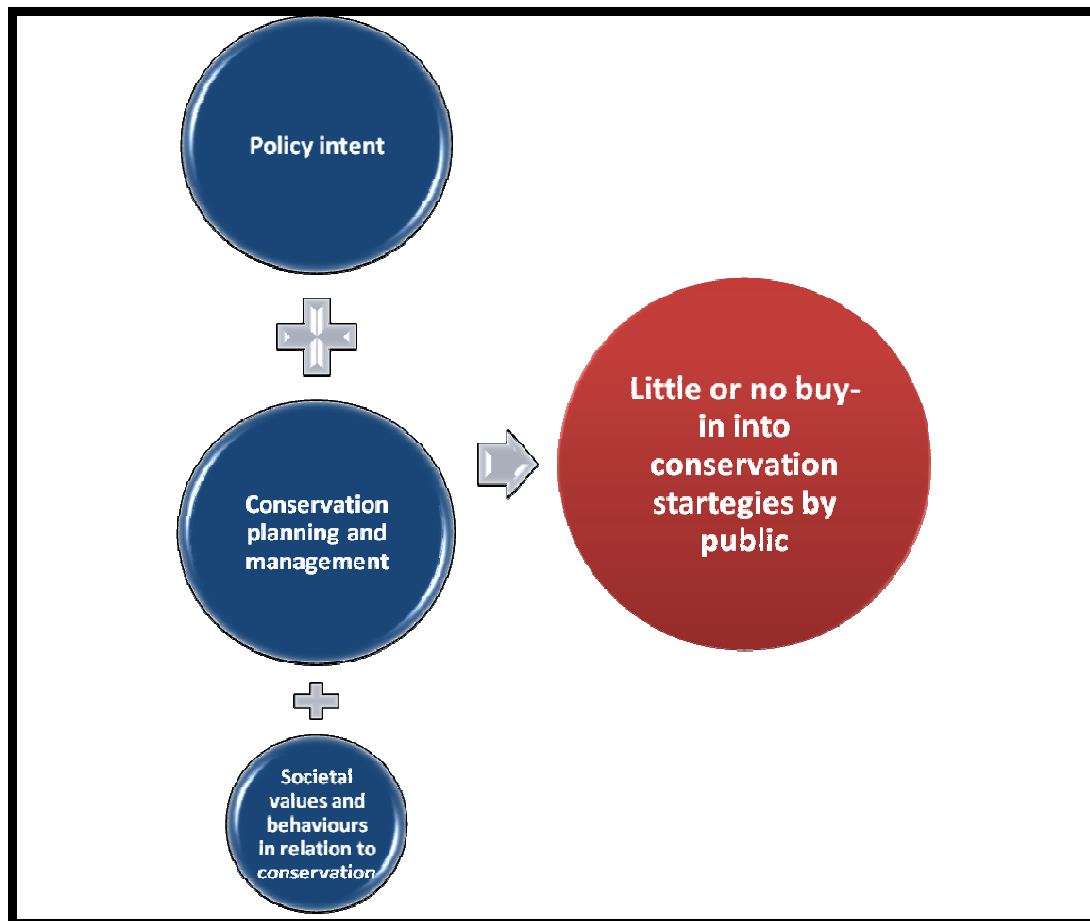 Policy intent
Conservation
planning and
management
Societal
values and
behaviours
in relation to
conservation
Little or no buy-
in into
conservation
startegies by
public